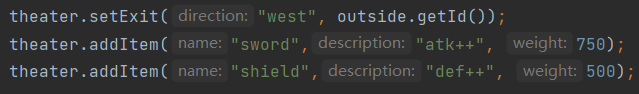 theater.setExit( direction: "west", outside.getId());
theater.addItem( name: "sword", description: "atk++", weight: 750);
theater.addItem( name: "shield", description: "def++", weight: 500);